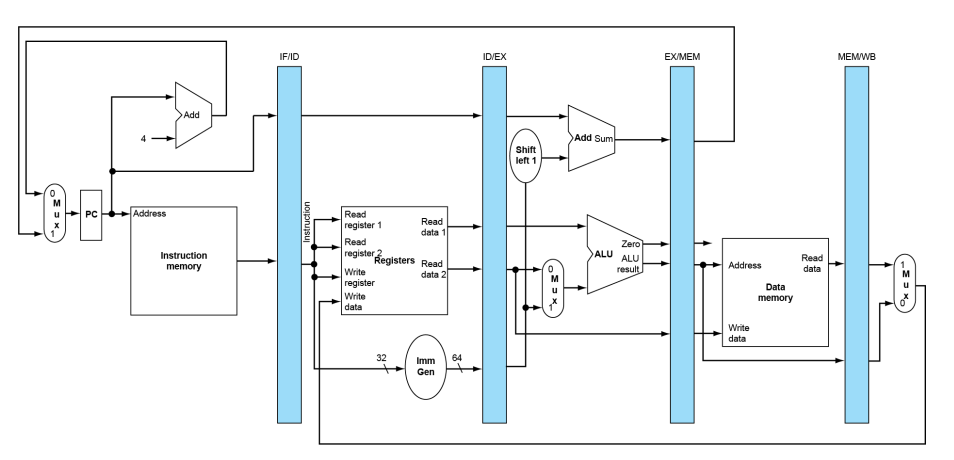 IF/ID
ID/EX
EX/MEM
MEM/WB
Add
4
Add Sum
Shift
left 1
0
M
u
x
1
PC
Address
Instruction
memory
Instruction
Read
register 1
Read
data 1
Read
register 2
Registers
Read
data 2
Write
register
Write
data
0
M
u
x
1
Zero
ALU
ALU
result
Address
Read
data
Data
memory
Write
data
1
M
u
x
0
32
Imm
Gen
64